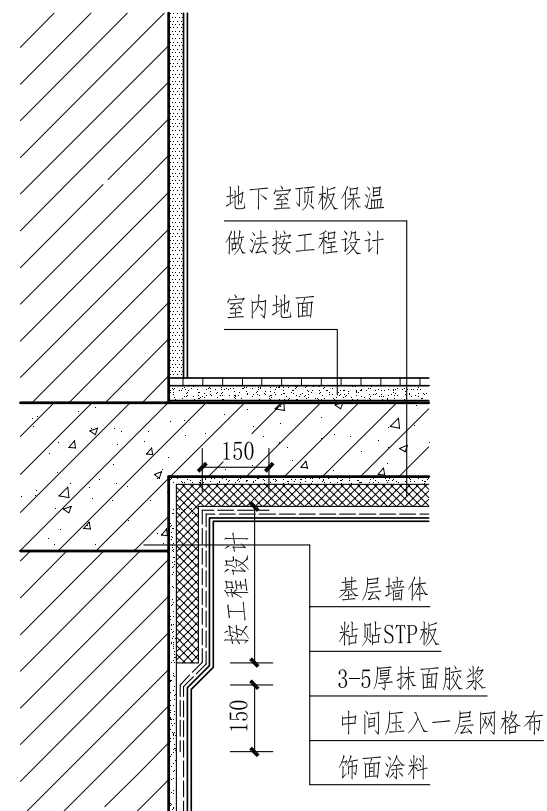 地下室顶板保温
做法按工程设计
室内地面
150
按工程设计
150
基层墙体
粘贴STP板
3-5厚抹面胶浆
中间压入一层网格布
饰面涂料